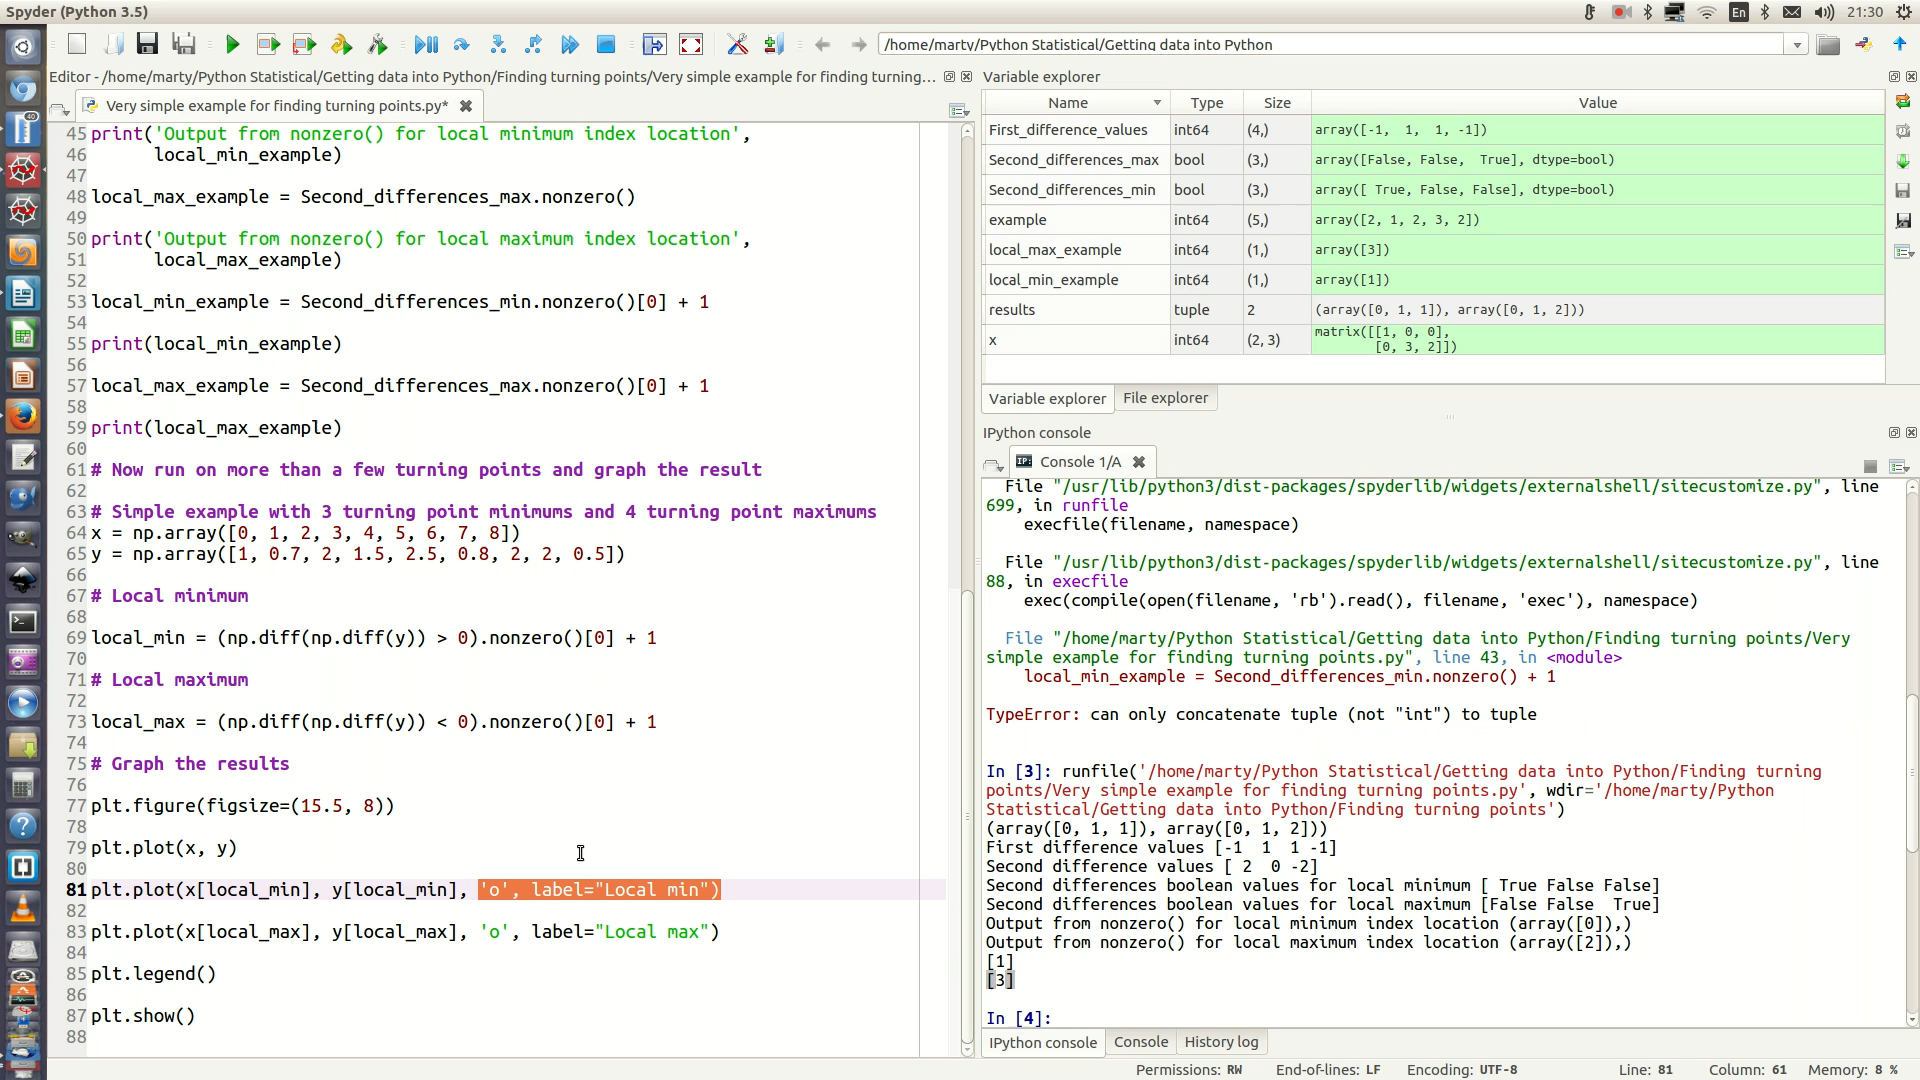 Spyder (Python 3.5)
En
21:30
/home/marty/Python Statistical/Getting data into Python
Editor - /home/marty/Python Statistical/Getting data into Python/Finding turning points/Very simple example for finding turning...
Very simple example for finding turning points.py*
45 print('Output from nonzero() for local minimum index location',
46 local_min_example)
47
48 local_max_example = Second_differences_max.nonzero()
49
50 print('Output from nonzero() for local maximum index location',
51 local_max_example)
52
53 local_min_example = Second_differences_min.nonzero()[0] + 1
54
55 print(local_min_example)
56
57 local_max_example = Second_differences_max.nonzero()[0] + 1
58
59 print(local_max_example)
60
61 # Now run on more than a few turning points and graph the result
62
63 # Simple example with 3 turning point minimums and 4 turning point maximums
64 x = np.array([0, 1, 2, 3, 4, 5, 6, 7, 8])
65 y = np.array([1, 0.7, 2, 1.5, 2.5, 0.8, 2, 2, 0.5])
66
67 # Local minimum
68
69 local_min = (np.diff(np.diff(y)) > 0).nonzero()[0] + 1
70
71 # Local maximum
72
73 local_max = (np.diff(np.diff(y)) < 0).nonzero()[0] + 1
74
75 # Graph the results
76
77 plt.figure(figsize=(15.5, 8))
78
79 plt.plot(x, y)
80
81 plt.plot(x[local_min], y[local_min], 'o', label="Local min")
82
83 plt.plot(x[local_max], y[local_max], 'o', label="Local max")
84
85 plt.legend()
86
87 plt.show()
88
Variable explorer
Name Type Size Value
First_difference_values int64 (4,) array([-1, 1, 1, -1])
Second_differences_max bool (3,) array([False, False, True], dtype=bool)
Second_differences_min bool (3,) array([ True, False, False], dtype=bool)
example int64 (5,) array([2, 1, 2, 3, 2])
local_max_example int64 (1,) array([3])
local_min_example int64 (1,) array([1])
results tuple 2 (array([0, 1, 1]), array([0, 1, 2]))
x int64 (2, 3) matrix([[1, 0, 0],
[0, 3, 2]])
Variable explorer File explorer
IPython console
IP: Console 1/A
File "/usr/lib/python3/dist-packages/spyderlib/widgets/externalshell/sitecustomize.py", line
699, in runfile
execfile(filename, namespace)
File "/usr/lib/python3/dist-packages/spyderlib/widgets/externalshell/sitecustomize.py", line
88, in execfile
exec(compile(open(filename, 'rb').read(), filename, 'exec'), namespace)
File "/home/marty/Python Statistical/Getting data into Python/Finding turning points/Very
simple example for finding turning points.py", line 43, in <module>
local_min_example = Second_differences_min.nonzero() + 1
TypeError: can only concatenate tuple (not "int") to tuple
In [3]: runfile('/home/marty/Python Statistical/Getting data into Python/Finding turning
points/Very simple example for finding turning points.py', wdir='/home/marty/Python
Statistical/Getting data into Python/Finding turning points')
(array([0, 1, 1]), array([0, 1, 2]))
First difference values [-1 1 1 -1]
Second difference values [ 2 0 -2]
Second differences boolean values for local minimum [ True False False]
Second differences boolean values for local maximum [False False True]
Output from nonzero() for local minimum index location (array([0]),)
Output from nonzero() for local maximum index location (array([2]),)
[1]
[3]
In [4]:
IPython console Console History log
Permissions: RW End-of-lines: LF Encoding: UTF-8 Line: 81 Column: 61 Memory: 8 %